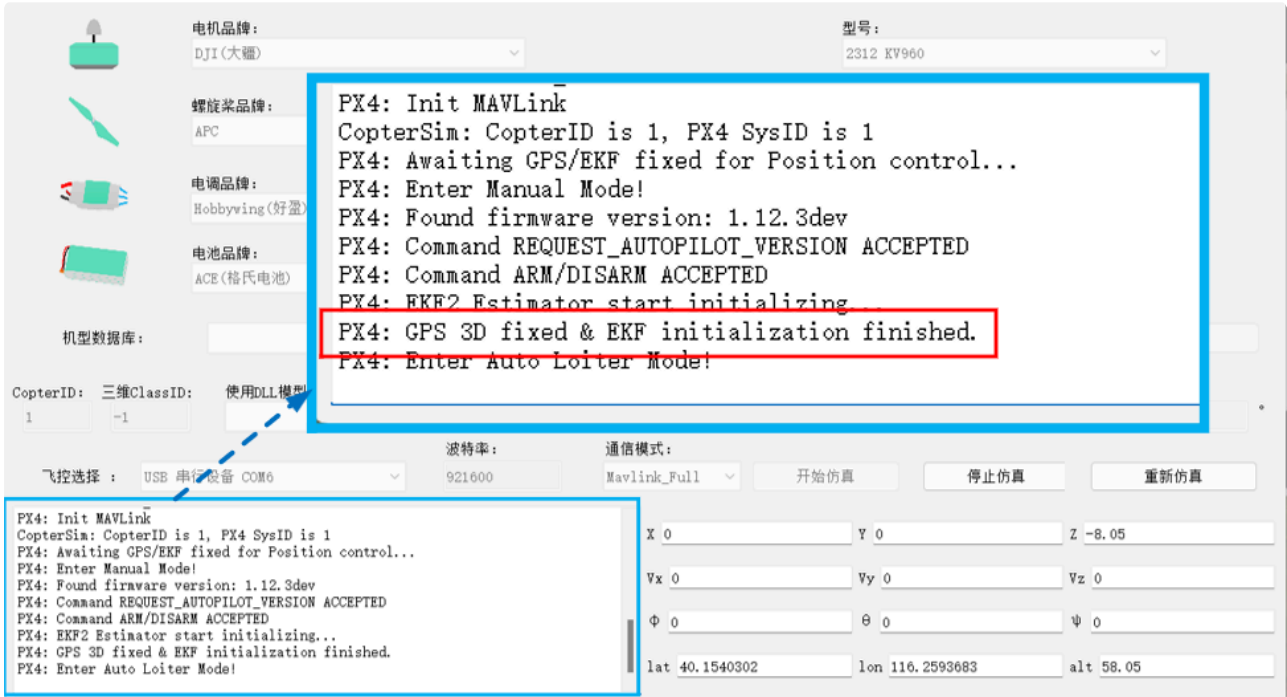 电机品牌:
型号:
DJI(大疆)
2312 KV960
螺旋桨品牌:
APC
电调品牌:
Hobbywing(好盈)
电池品牌:
ACE(格氏电池)
机型数据库:
PX4: Init MAVLink
CopterSim: CopterID is 1, PX4 SysID is 1
PX4: Awaiting GPS/EKF fixed for Position control...
PX4: Enter Manual Mode!
PX4: Found firmware version: 1.12.3dev
PX4: Command REQUEST_AUTOPILOT_VERSION ACCEPTED
PX4: Command ARM/DISARM ACCEPTED
PX4: EKF2 Estimator start initializing...
PX4: GPS 3D fixed & EKF initialization finished.
PX4: Enter Auto Loiter Mode!
CopterID: 三维ClassID: 使用DLL模型
1 -1 °
波特率: 通信模式:
飞控选择 : USB 串行设备 COM6 921600 Mavlink_Full 开始仿真 停止仿真 重新仿真
PX4: Init MAVLink
CopterSim: CopterID is 1, PX4 SysID is 1
PX4: Awaiting GPS/EKF fixed for Position control...
PX4: Enter Manual Mode!
PX4: Found firmware version: 1.12.3dev
PX4: Command REQUEST_AUTOPILOT_VERSION ACCEPTED
PX4: Command ARM/DISARM ACCEPTED
PX4: EKF2 Estimator start initializing...
PX4: GPS 3D fixed & EKF initialization finished.
PX4: Enter Auto Loiter Mode!
X 0 Y 0 Z -8.05
Vx 0 Vy 0 Vz 0
Φ 0 θ 0 ψ 0
lat 40.1540302 lon 116.2593683 alt 58.05